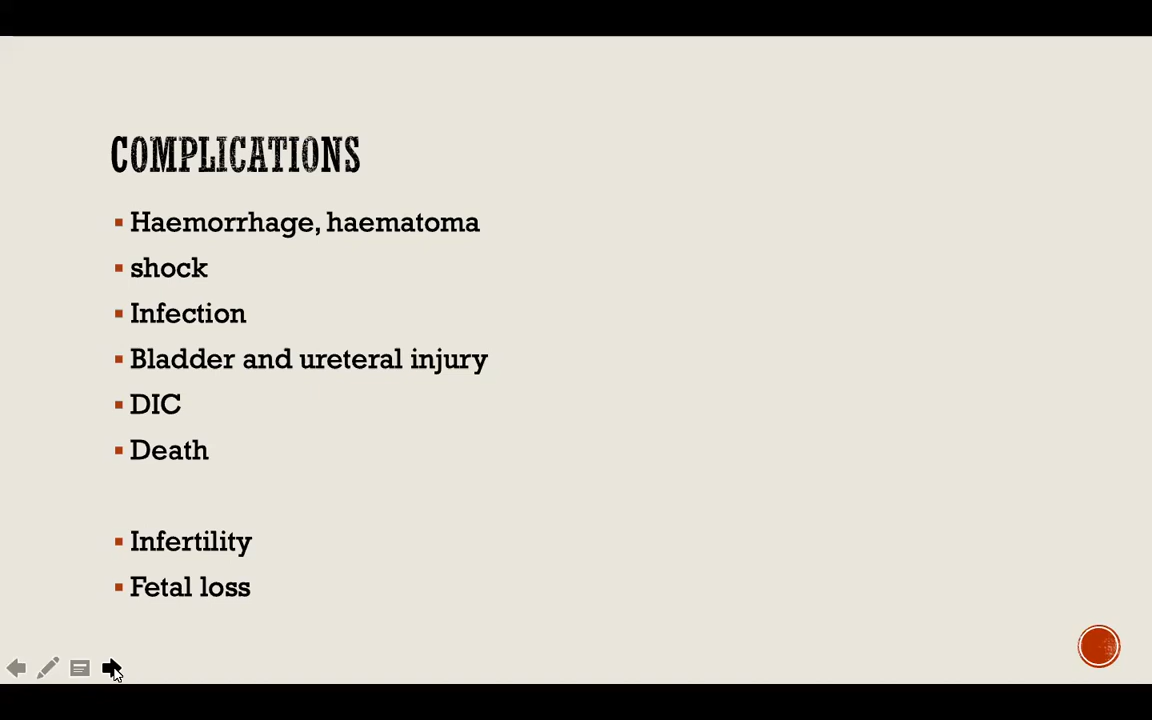 COMPLICATIONS
Haemorrhage, haematoma
shock
Infection
Bladder and ureteral injury
DIC
Death
Infertility
Fetal loss